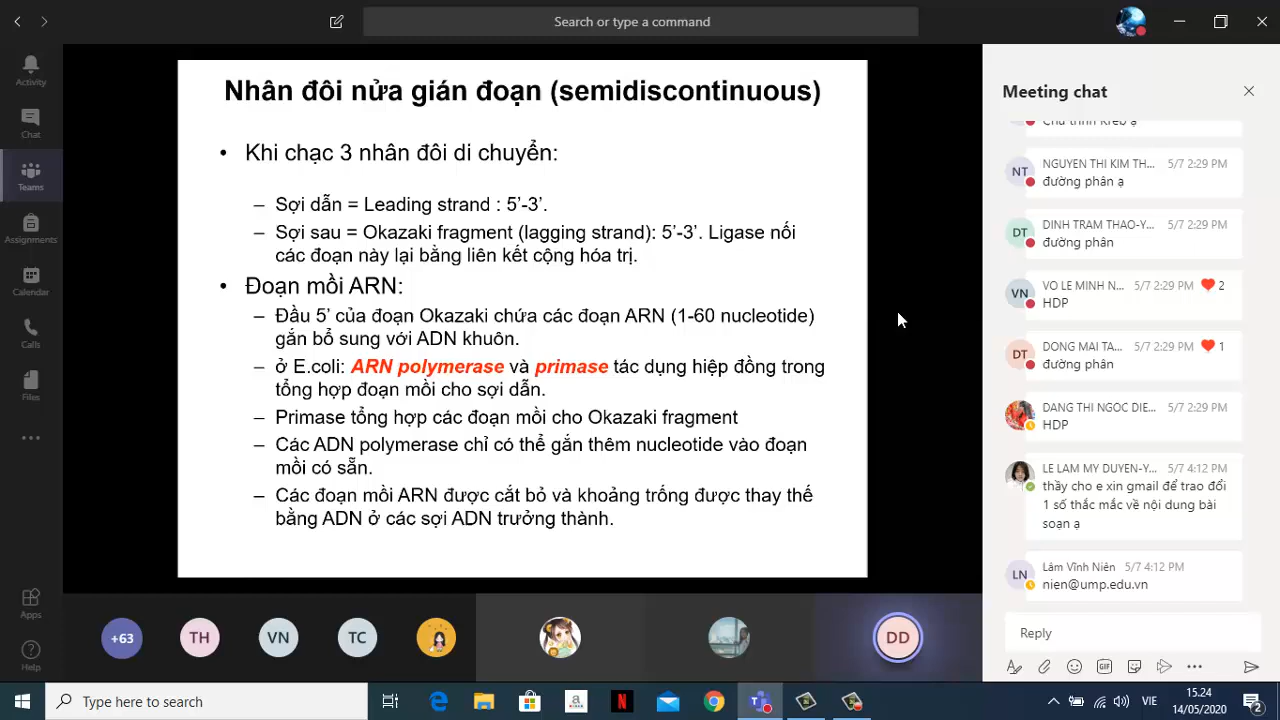 Search or type a command
Activity
Chat
Teams
Assignments
Calendar
Calls
Files
Apps
Help
Nhân đôi nửa gián đoạn (semidiscontinuous)
• Khi chạc 3 nhân đôi di chuyển:
– Sợi dẫn = Leading strand : 5’-3’.
– Sợi sau = Okazaki fragment (lagging strand): 5’-3’. Ligase nối
các đoạn này lại bằng liên kết cộng hóa trị.
• Đoạn mồi ARN:
– Đầu 5’ của đoạn Okazaki chứa các đoạn ARN (1-60 nucleotide)
gắn bổ sung với ADN khuôn.
– ở E.coli: ARN polymerase và primase tác dụng hiệp đồng trong
tổng hợp đoạn mồi cho sợi dẫn.
– Primase tổng hợp các đoạn mồi cho Okazaki fragment
– Các ADN polymerase chỉ có thể gắn thêm nucleotide vào đoạn
mồi có sẵn.
– Các đoạn mồi ARN được cắt bỏ và khoảng trống được thay thế
bằng ADN ở các sợi ADN trưởng thành.
+63
TH
VN
TC
DD
Meeting chat
Chu trình Kreb ạ
NT
NGUYEN THI KIM TH... 5/7 2:29 PM
đường phân ạ
DT
DINH TRAM THAO-Y... 5/7 2:29 PM
đường phân
VN
VO LE MINH N... 5/7 2:29 PM 2
HDP
DT
DONG MAI TA... 5/7 2:29 PM 1
đường phân
DANG THI NGOC DIE... 5/7 2:29 PM
HDP
LE LAM MY DUYEN-Y... 5/7 4:12 PM
thầy cho e xin gmail để trao đổi
1 số thắc mắc về nội dung bài
soạn ạ
LN
Lâm Vĩnh Niên 5/7 4:12 PM
nien@ump.edu.vn
Reply
GIF
Type here to search
VIE
15.24
14/05/2020
2